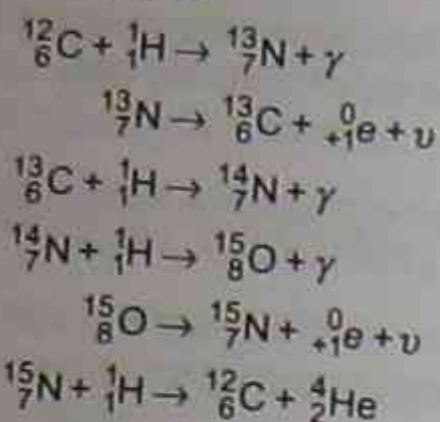 ¹²₆C + ¹₁H → ¹³₇N + γ
¹³₇N → ¹³₆C + ⁰₊₁e + υ
¹³₆C + ¹₁H → ¹⁴₇N + γ
¹⁴₇N + ¹₁H → ¹⁵₈O + γ
¹⁵₈O → ¹⁵₇N + ⁰₊₁e + υ
¹⁵₇N + ¹₁H → ¹²₆C + ⁴₂He